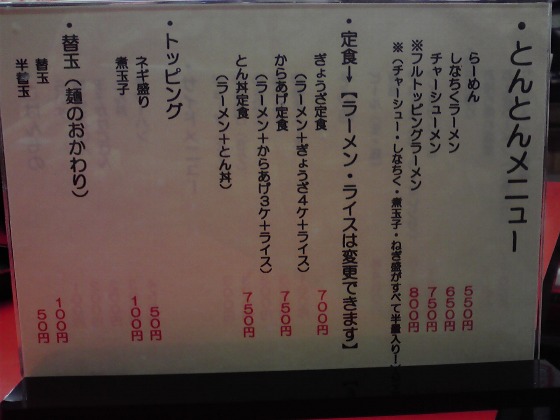 ・とんとんメニュー
らーめん 550円
しなちくラーメン 650円
チャーシューメン 750円
※フルトッピングラーメン 800円
※(チャーシュー・しなちく・煮玉子・ねぎ盛がすべて半量入り!)
・定食→【ラーメン・ライスは変更できます】
ぎょうざ定食 700円
(ラーメン+ぎょうざ4ケ+ライス)
からあげ定食 750円
(ラーメン+からあげ3ケ+ライス)
とん丼定食 750円
(ラーメン+とん丼)
・トッピング
ネギ盛り 50円
煮玉子 100円
・替玉(麺のおかわり)
替玉 100円
半替玉 50円